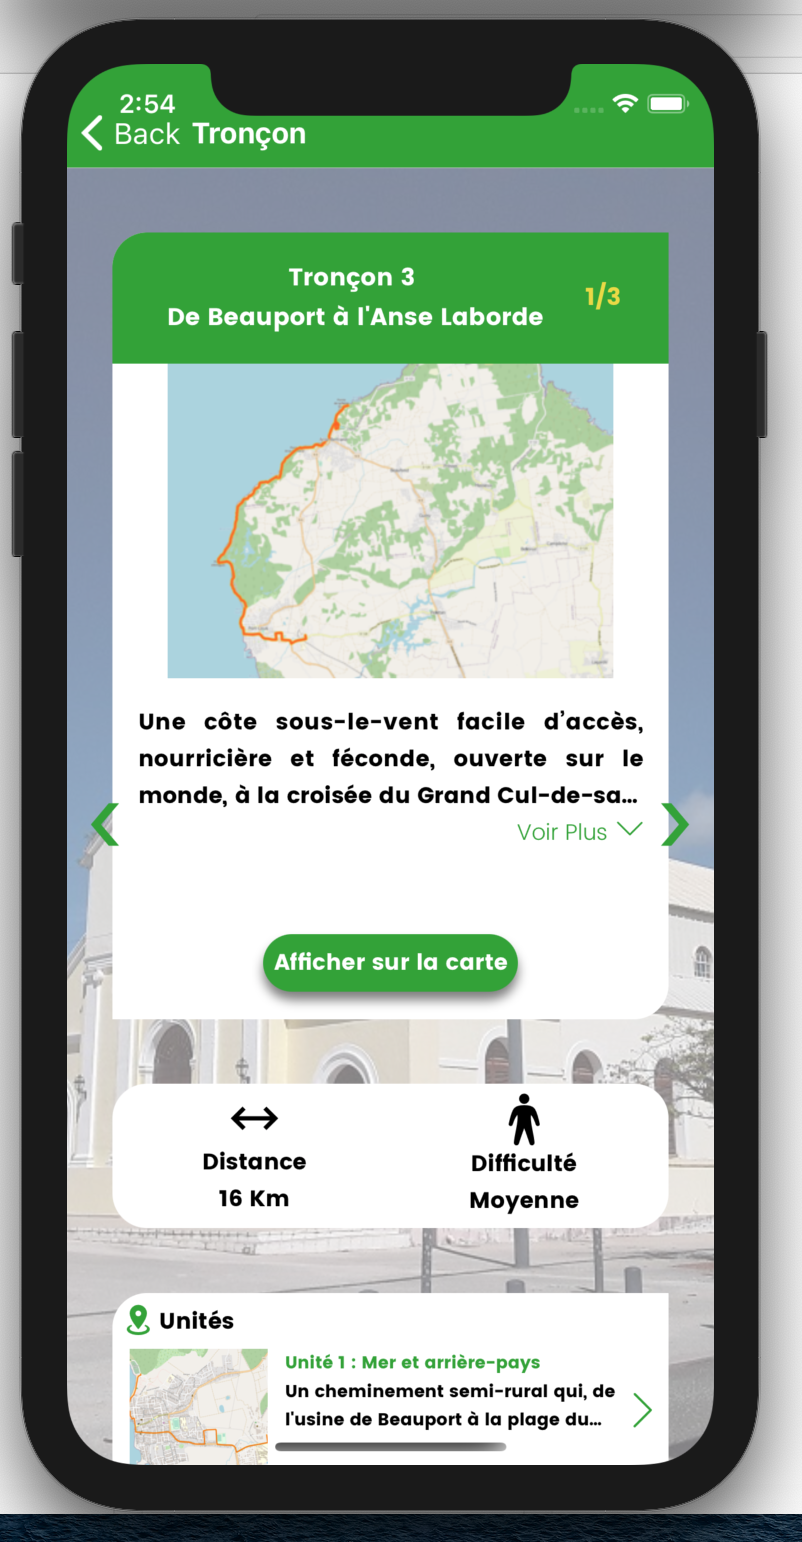 2:54
Back Tronçon
Tronçon 3
De Beauport à l'Anse Laborde
1/3
Une côte sous-le-vent facile d’accès,
nourricière et féconde, ouverte sur le
monde, à la croisée du Grand Cul-de-sa...
Voir Plus
Afficher sur la carte
Distance
16 Km
Difficulté
Moyenne
Unités
Unité 1 : Mer et arrière-pays
Un cheminement semi-rural qui, de
l'usine de Beauport à la plage du...